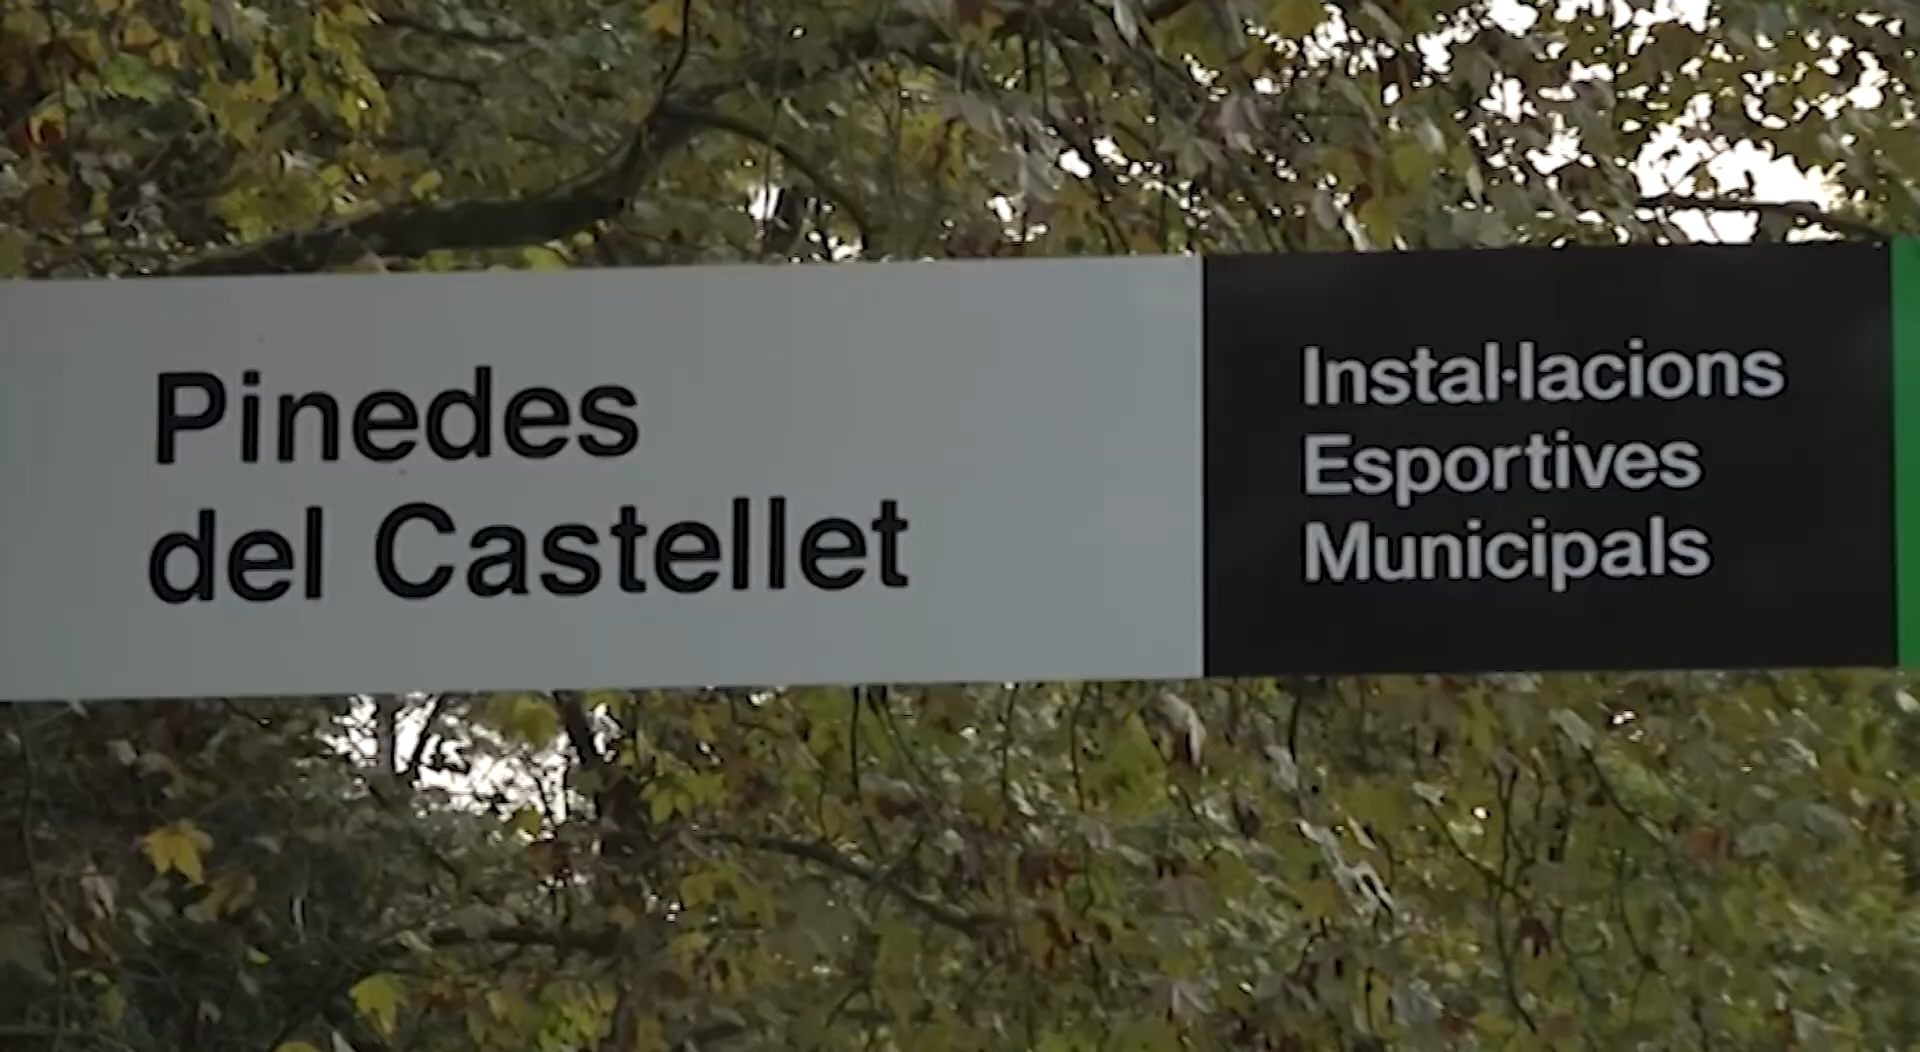 Pinedes
del Castellet
Instal·lacions
Esportives
Municipals